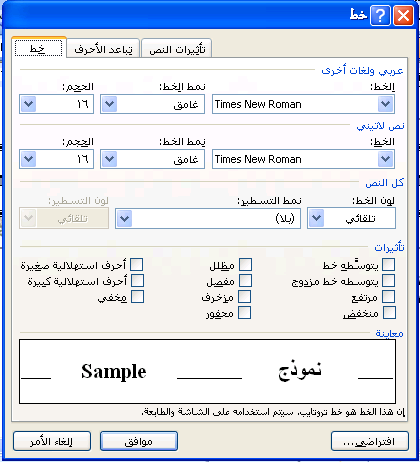 خط
خط	تباعد الأحرف	تأثيرات النص
عربي ولغات أخرى
الخط:	نمط الخط:	الحجم:
Times New Roman	غامق	١٦
نص لاتيني
الخط:	نمط الخط:	الحجم:
Times New Roman	غامق	١٦
كل النص
لون الخط:	نمط التسطير:	لون التسطير:
تلقائي	(بلا)	تلقائي
تأثيرات
يتوسطه خط	مظلل	أحرف استهلالية صغيرة
يتوسطه خط مزدوج	مفصل	أحرف استهلالية كبيرة
مرتفع	مزخرف	مخفي
منخفض	محفور
معاينة
نموذج	Sample
إن هذا الخط هو خط تروتايب. سيتم استخدامه على الشاشة والطابعة.
افتراضي...	موافق	إلغاء الأمر